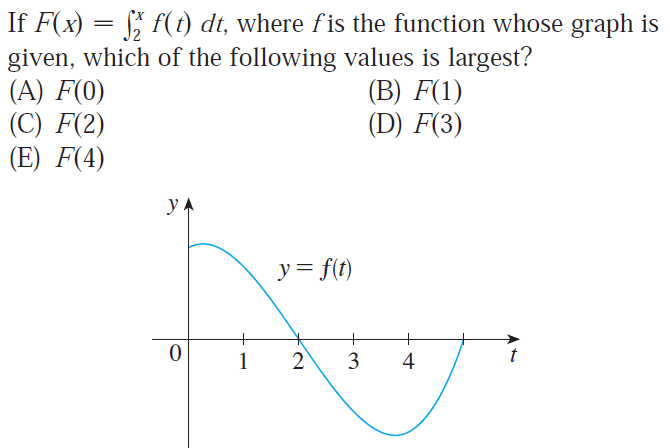 If F(x) = ∫₂ˣ f(t) dt, where f is the function whose graph is
given, which of the following values is largest?
(A) F(0) (B) F(1)
(C) F(2) (D) F(3)
(E) F(4)
y
y = f(t)
0 1 2 3 4 t